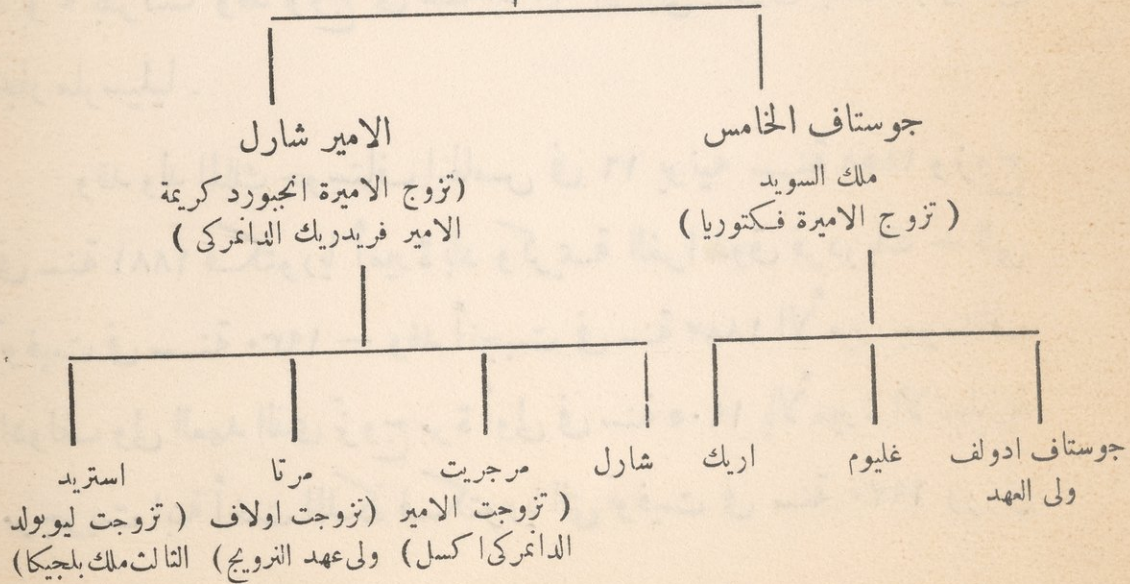 جوستاف الخامس
ملك السويد
( تزوج الاميرة فكتوريا )
الامير شارل
(تزوج الاميرة انجبورد كريمة
الامير فريدريك الدانمركى )
جوستاف ادولف
ولى العهد
غليوم
اريك
شارل
مرجريت
( تزوجت الامير
الدانمركى اكسل )
مرتا
(تزوجت اولاف
ولى عهد النرويج)
استريد
( تزوجت ليوبولد
الثالث ملك بلجيكا)